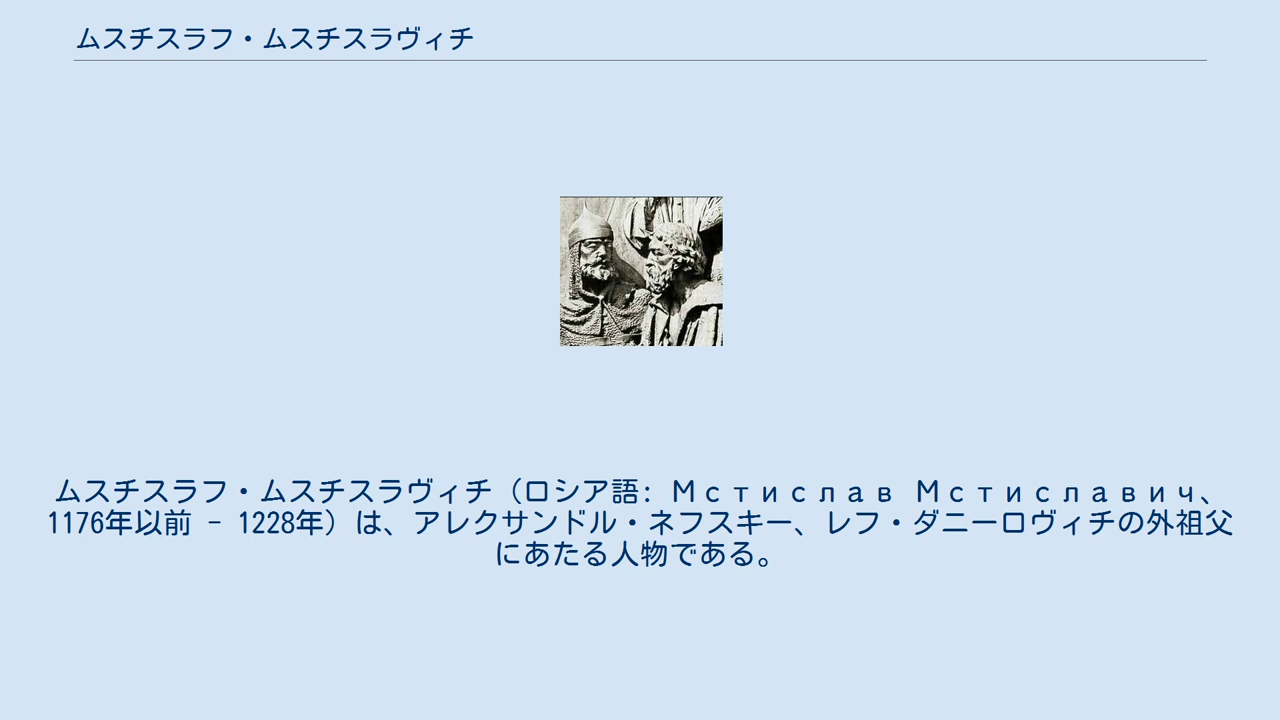 ムスチスラフ・ムスチスラヴィチ
ムスチスラフ・ムスチスラヴィチ（ロシア語: Мстислав Мстиславич、
1176年以前 - 1228年）は、アレクサンドル・ネフスキー、レフ・ダニーロヴィチの外祖父
にあたる人物である。